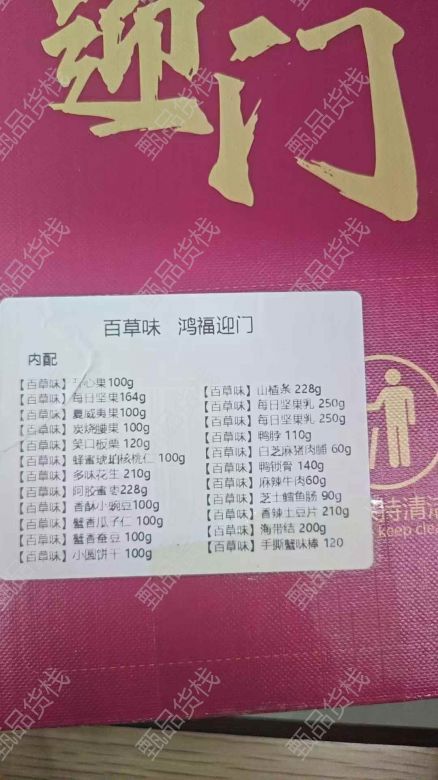 迎门
百草味 鸿福迎门
内配
【百草味】开心果100g
【百草味】每日坚果164g
【百草味】夏威夷果100g
【百草味】炭烧腰果 100g
【百草味】笑口板栗 120g
【百草味】蜂蜜琥珀核桃仁 100g
【百草味】多味花生 210g
【百草味】阿胶蜜枣228g
【百草味】香酥小豌豆100g
【百草味】蟹香瓜子仁 100g
【百草味】蟹香蚕豆 100g
【百草味】小圆饼干 100g
【百草味】山楂条 228g
【百草味】每日坚果乳 250g
【百草味】每日坚果乳 250g
【百草味】鸭脖 110g
【百草味】白芝麻猪肉脯 60g
【百草味】鸭锁骨 140g
【百草味】麻辣牛肉60g
【百草味】芝士鳕鱼肠 90g
【百草味】香辣土豆片 210g
【百草味】海带结 200g
【百草味】手撕蟹味棒 120
持清洁
keep clean
甄品货栈